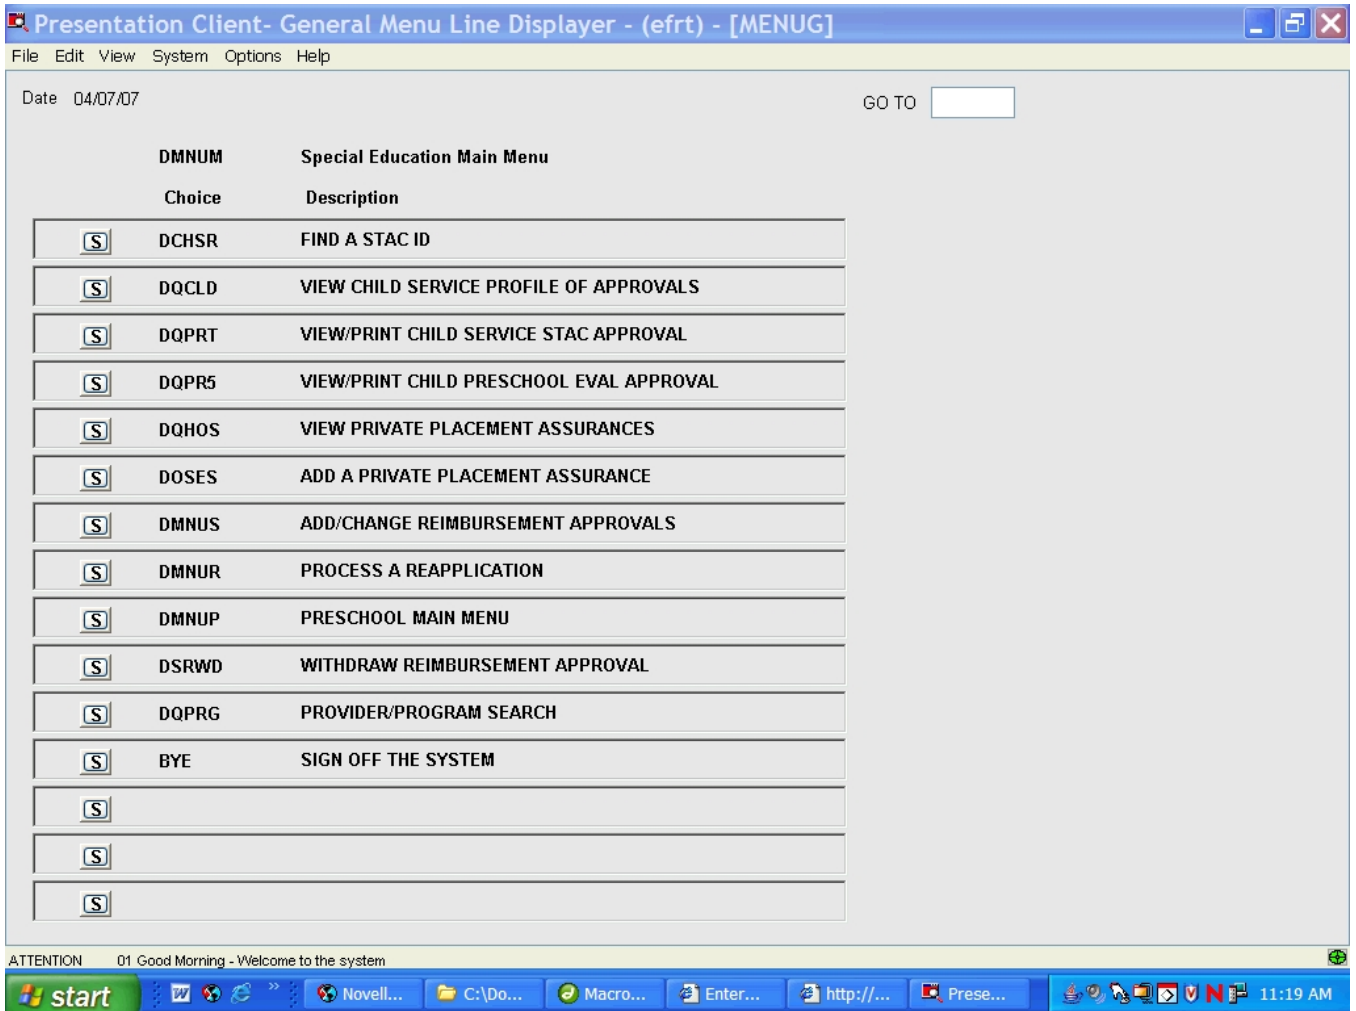 Presentation Client- General Menu Line Displayer - (efrt) - [MENUG]
File Edit View System Options Help
Date 04/07/07 GO TO
DMNUM Special Education Main Menu
Choice Description
S DCHSR FIND A STAC ID
S DQCLD VIEW CHILD SERVICE PROFILE OF APPROVALS
S DQPRT VIEW/PRINT CHILD SERVICE STAC APPROVAL
S DQPR5 VIEW/PRINT CHILD PRESCHOOL EVAL APPROVAL
S DQHOS VIEW PRIVATE PLACEMENT ASSURANCES
S DOSES ADD A PRIVATE PLACEMENT ASSURANCE
S DMNUS ADD/CHANGE REIMBURSEMENT APPROVALS
S DMNUR PROCESS A REAPPLICATION
S DMNUP PRESCHOOL MAIN MENU
S DSRWD WITHDRAW REIMBURSEMENT APPROVAL
S DQPRG PROVIDER/PROGRAM SEARCH
S BYE SIGN OFF THE SYSTEM
S
S
S
ATTENTION 01 Good Morning - Welcome to the system
start Novell... C:\Do... Macro... Enter... http://... Prese... 11:19 AM